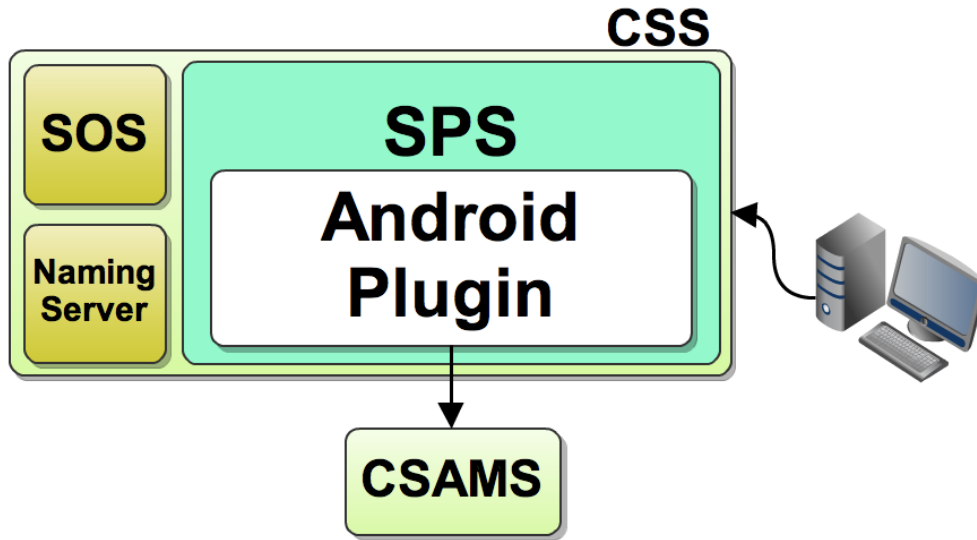 CSS
SOS
SPS
Android
Plugin
Naming
Server
CSAMS